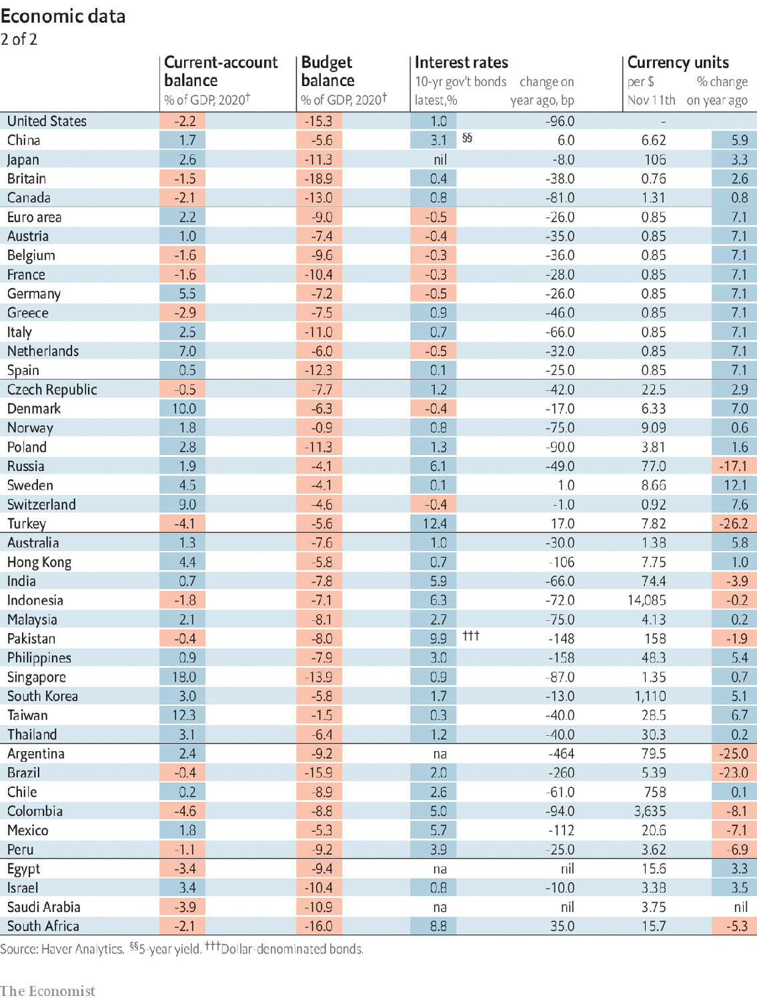 Economic data
2 of 2
Current-account balance % of GDP, 2020† Budget balance % of GDP, 2020† Interest rates 10-yr gov't bonds latest,% change on year ago, bp Currency units per $ Nov 11th % change on year ago
United States -2.2 -15.3 1.0 -96.0 -
China 1.7 -5.6 3.1 §§ 6.0 6.62 5.9
Japan 2.6 -11.3 nil -8.0 106 3.3
Britain -1.5 -18.9 0.4 -38.0 0.76 2.6
Canada -2.1 -13.0 0.8 -81.0 1.31 0.8
Euro area 2.2 -9.0 -0.5 -26.0 0.85 7.1
Austria 1.0 -7.4 -0.4 -35.0 0.85 7.1
Belgium -1.6 -9.6 -0.3 -36.0 0.85 7.1
France -1.6 -10.4 -0.3 -28.0 0.85 7.1
Germany 5.5 -7.2 -0.5 -26.0 0.85 7.1
Greece -2.9 -7.5 0.9 -46.0 0.85 7.1
Italy 2.5 -11.0 0.7 -66.0 0.85 7.1
Netherlands 7.0 -6.0 -0.5 -32.0 0.85 7.1
Spain 0.5 -12.3 0.1 -25.0 0.85 7.1
Czech Republic -0.5 -7.7 1.2 -42.0 22.5 2.9
Denmark 10.0 -6.3 -0.4 -17.0 6.33 7.0
Norway 1.8 -0.9 0.8 -75.0 9.09 0.6
Poland 2.8 -11.3 1.3 -90.0 3.81 1.6
Russia 1.9 -4.1 6.1 -49.0 77.0 -17.1
Sweden 4.5 -4.1 0.1 1.0 8.66 12.1
Switzerland 9.0 -4.6 -0.4 -1.0 0.92 7.6
Turkey -4.1 -5.6 12.4 17.0 7.82 -26.2
Australia 1.3 -7.6 1.0 -30.0 1.38 5.8
Hong Kong 4.4 -5.8 0.7 -106 7.75 1.0
India 0.7 -7.8 5.9 -66.0 74.4 -3.9
Indonesia -1.8 -7.1 6.3 -72.0 14,085 -0.2
Malaysia 2.1 -8.1 2.7 -75.0 4.13 0.2
Pakistan -0.4 -8.0 9.9 ††† -148 158 -1.9
Philippines 0.9 -7.9 3.0 -158 48.3 5.4
Singapore 18.0 -13.9 0.9 -87.0 1.35 0.7
South Korea 3.0 -5.8 1.7 -13.0 1,110 5.1
Taiwan 12.3 -1.5 0.3 -40.0 28.5 6.7
Thailand 3.1 -6.4 1.2 -40.0 30.3 0.2
Argentina 2.4 -9.2 na -464 79.5 -25.0
Brazil -0.4 -15.9 2.0 -260 5.39 -23.0
Chile 0.2 -8.9 2.6 -61.0 758 0.1
Colombia -4.6 -8.8 5.0 -94.0 3,635 -8.1
Mexico 1.8 -5.3 5.7 -112 20.6 -7.1
Peru -1.1 -9.2 3.9 -25.0 3.62 -6.9
Egypt -3.4 -9.4 na nil 15.6 3.3
Israel 3.4 -10.4 0.8 -10.0 3.38 3.5
Saudi Arabia -3.9 -10.9 na nil 3.75 nil
South Africa -2.1 -16.0 8.8 35.0 15.7 -5.3
Source: Haver Analytics. §§5-year yield. †††Dollar-denominated bonds.
The Economist